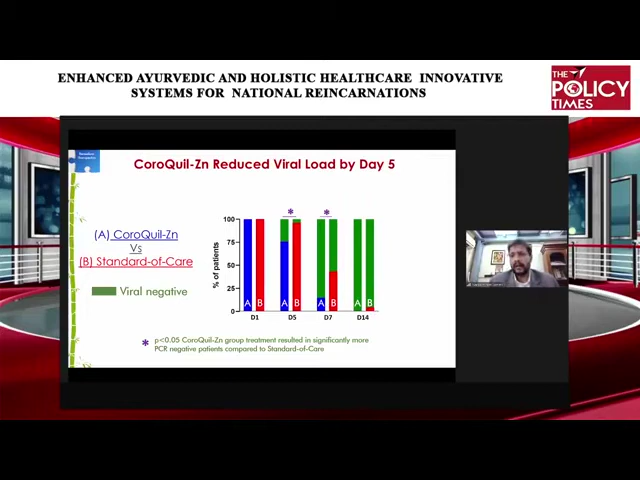 ENHANCED AYURVEDIC AND HOLISTIC HEALTHCARE INNOVATIVE
SYSTEMS FOR NATIONAL REINCARNATIONS
THE
POLICY
TIMES
CoroQuil-Zn Reduced Viral Load by Day 5
(A) CoroQuil-Zn
Vs
(B) Standard-of-Care
Viral negative
% of patients
100
75
50
25
0
* *
A B A B A B A B
D1 D5 D7 D14
* p<0.05 CoroQuil-Zn group treatment resulted in significantly more
PCR negative patients compared to Standard-of-Care